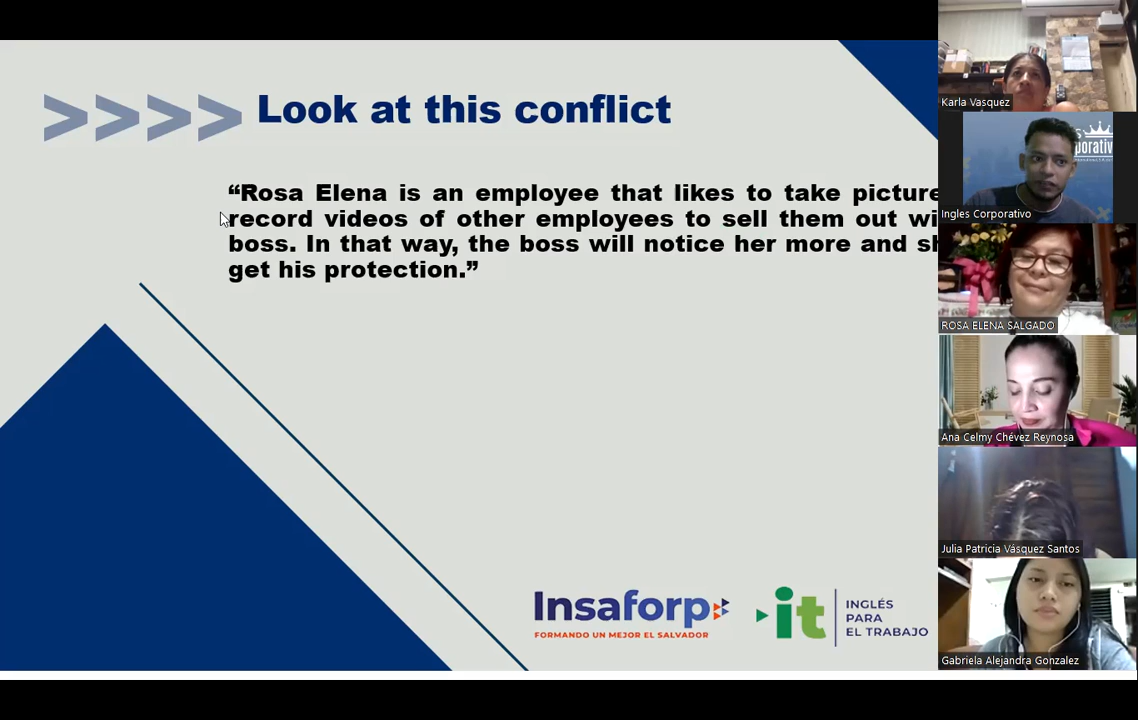 >>>> Look at this conflict
“Rosa Elena is an employee that likes to take picture
record videos of other employees to sell them out wi
boss. In that way, the boss will notice her more and sh
get his protection.”
Insaforp
FORMANDO UN MEJOR EL SALVADOR
it
INGLÉS
PARA
EL TRABAJO
Karla Vasquez
porativ
Ingles Corporativo
ROSA ELENA SALGADO
Ana Celmy Chévez Reynosa
Julia Patricia Vásquez Santos
Gabriela Alejandra Gonzalez